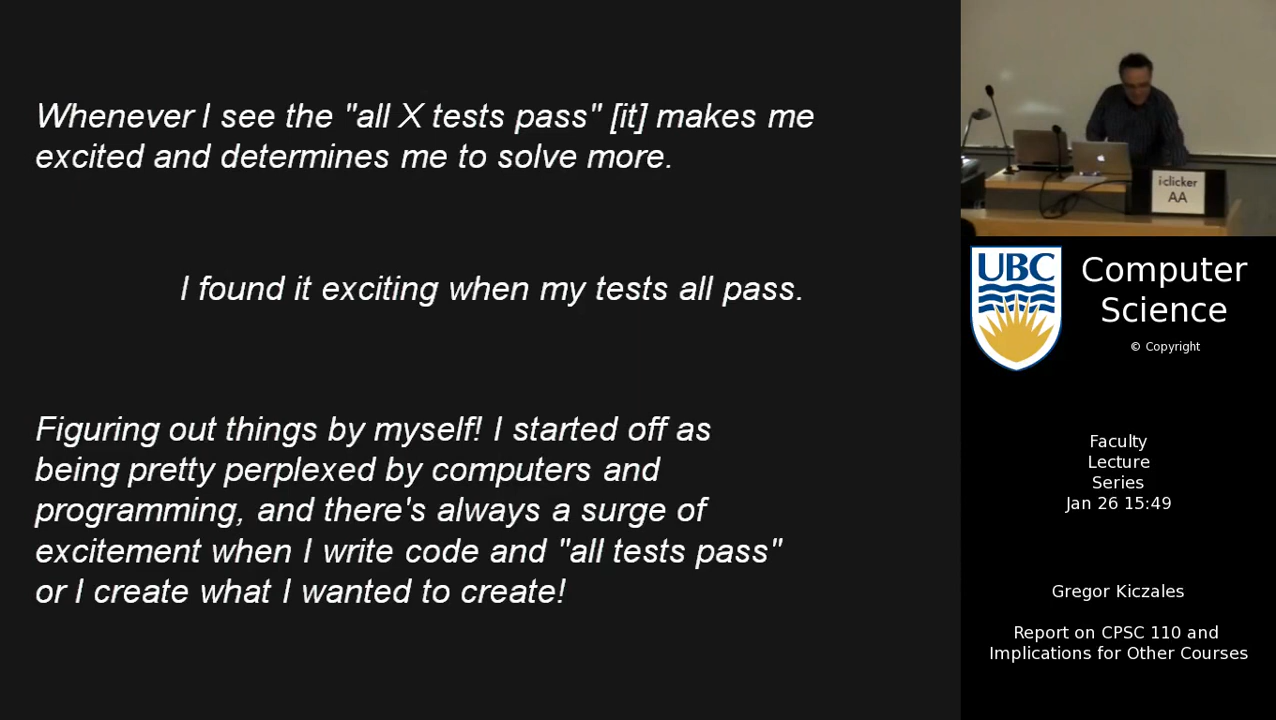 Whenever I see the "all X tests pass" [it] makes me
excited and determines me to solve more.
I found it exciting when my tests all pass.
Figuring out things by myself! I started off as
being pretty perplexed by computers and
programming, and there's always a surge of
excitement when I write code and "all tests pass"
or I create what I wanted to create!
i-clicker
AA
UBC
Computer
Science
© Copyright
Faculty
Lecture
Series
Jan 26 15:49
Gregor Kiczales
Report on CPSC 110 and
Implications for Other Courses